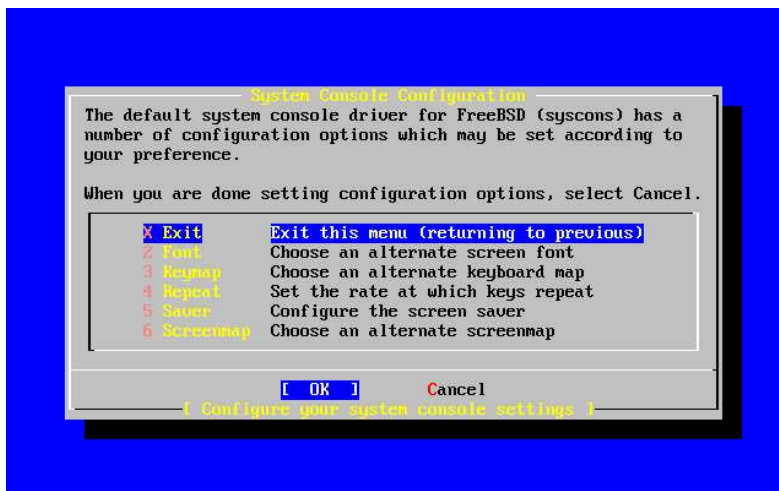 System Console Configuration
The default system console driver for FreeBSD (syscons) has a
number of configuration options which may be set according to
your preference.
When you are done setting configuration options, select Cancel.
X Exit Exit this menu (returning to previous)
2 Font Choose an alternate screen font
3 Keymap Choose an alternate keyboard map
4 Repeat Set the rate at which keys repeat
5 Saver Configure the screen saver
6 Screenmap Choose an alternate screenmap
[ OK ] Cancel
[ Configure your system console settings ]